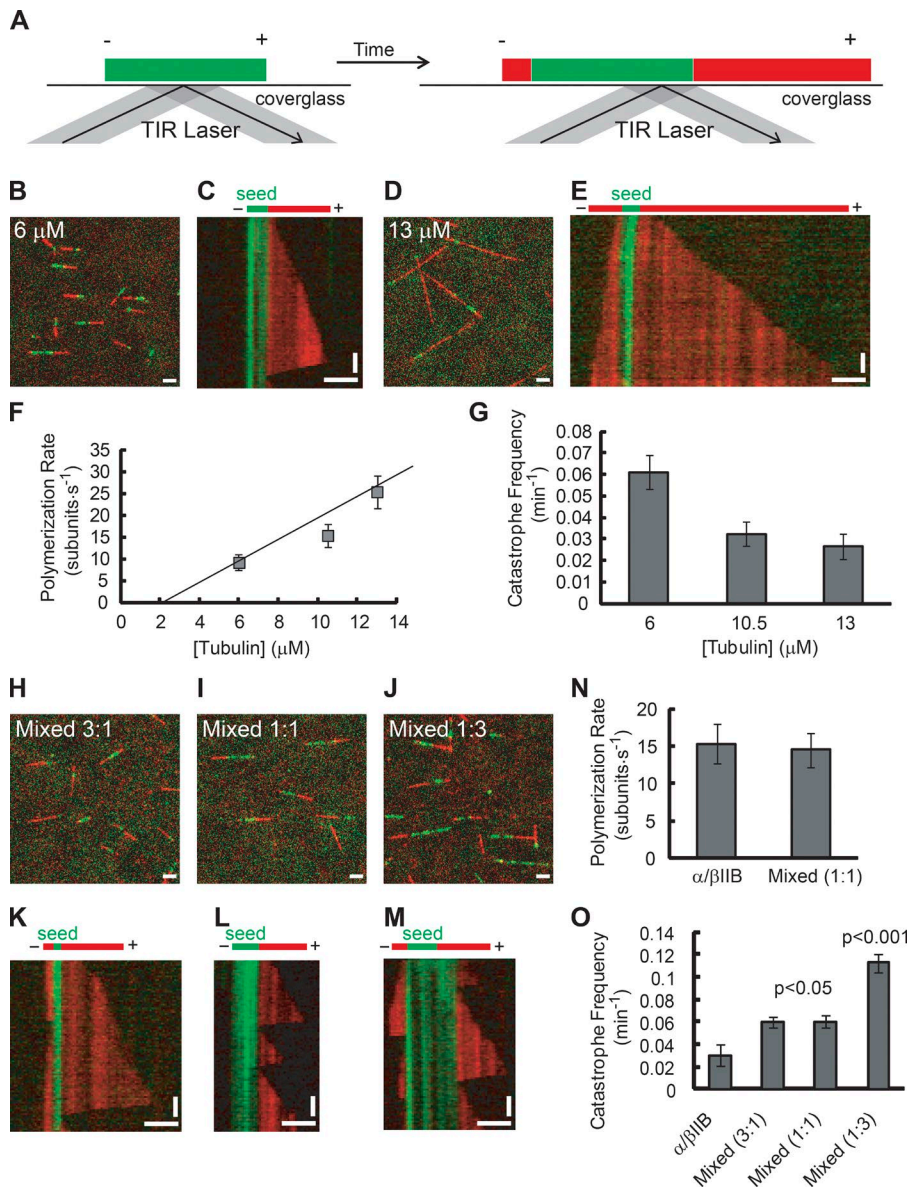 A
- +
Time
- +
coverglass
coverglass
TIR Laser
TIR Laser
B
C
D
E
seed
seed
- +
- +
6 μM
13 μM
F
G
Polymerization Rate
(subunits·s⁻¹)
35
30
25
20
15
10
5
0
0 2 4 6 8 10 12 14
[Tubulin] (μM)
Catastrophe Frequency
(min⁻¹)
0.08
0.07
0.06
0.05
0.04
0.03
0.02
0.01
0
6 10.5 13
[Tubulin] (μM)
H
I
J
N
Mixed 3:1
Mixed 1:1
Mixed 1:3
Polymerization Rate
(subunits·s⁻¹)
20
15
10
5
0
α/βIIB Mixed (1:1)
K
L
M
O
seed
seed
seed
– +
– +
– +
Catastrophe Frequency
(min⁻¹)
0.14
0.12
0.1
0.08
0.06
0.04
0.02
0
p<0.05
p<0.001
α/βIIB
Mixed (3:1)
Mixed (1:1)
Mixed (1:3)